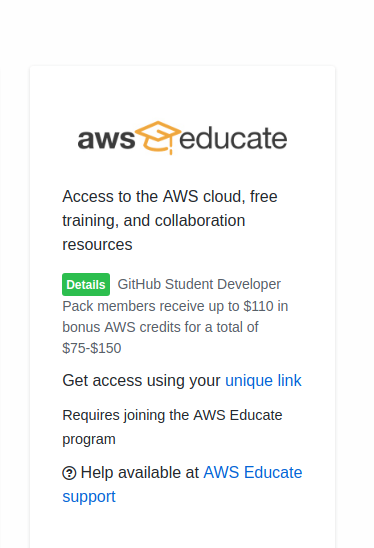 aws educate
Access to the AWS cloud, free
training, and collaboration
resources
Details GitHub Student Developer
Pack members receive up to $110 in
bonus AWS credits for a total of
$75-$150
Get access using your unique link
Requires joining the AWS Educate
program
Help available at AWS Educate
support